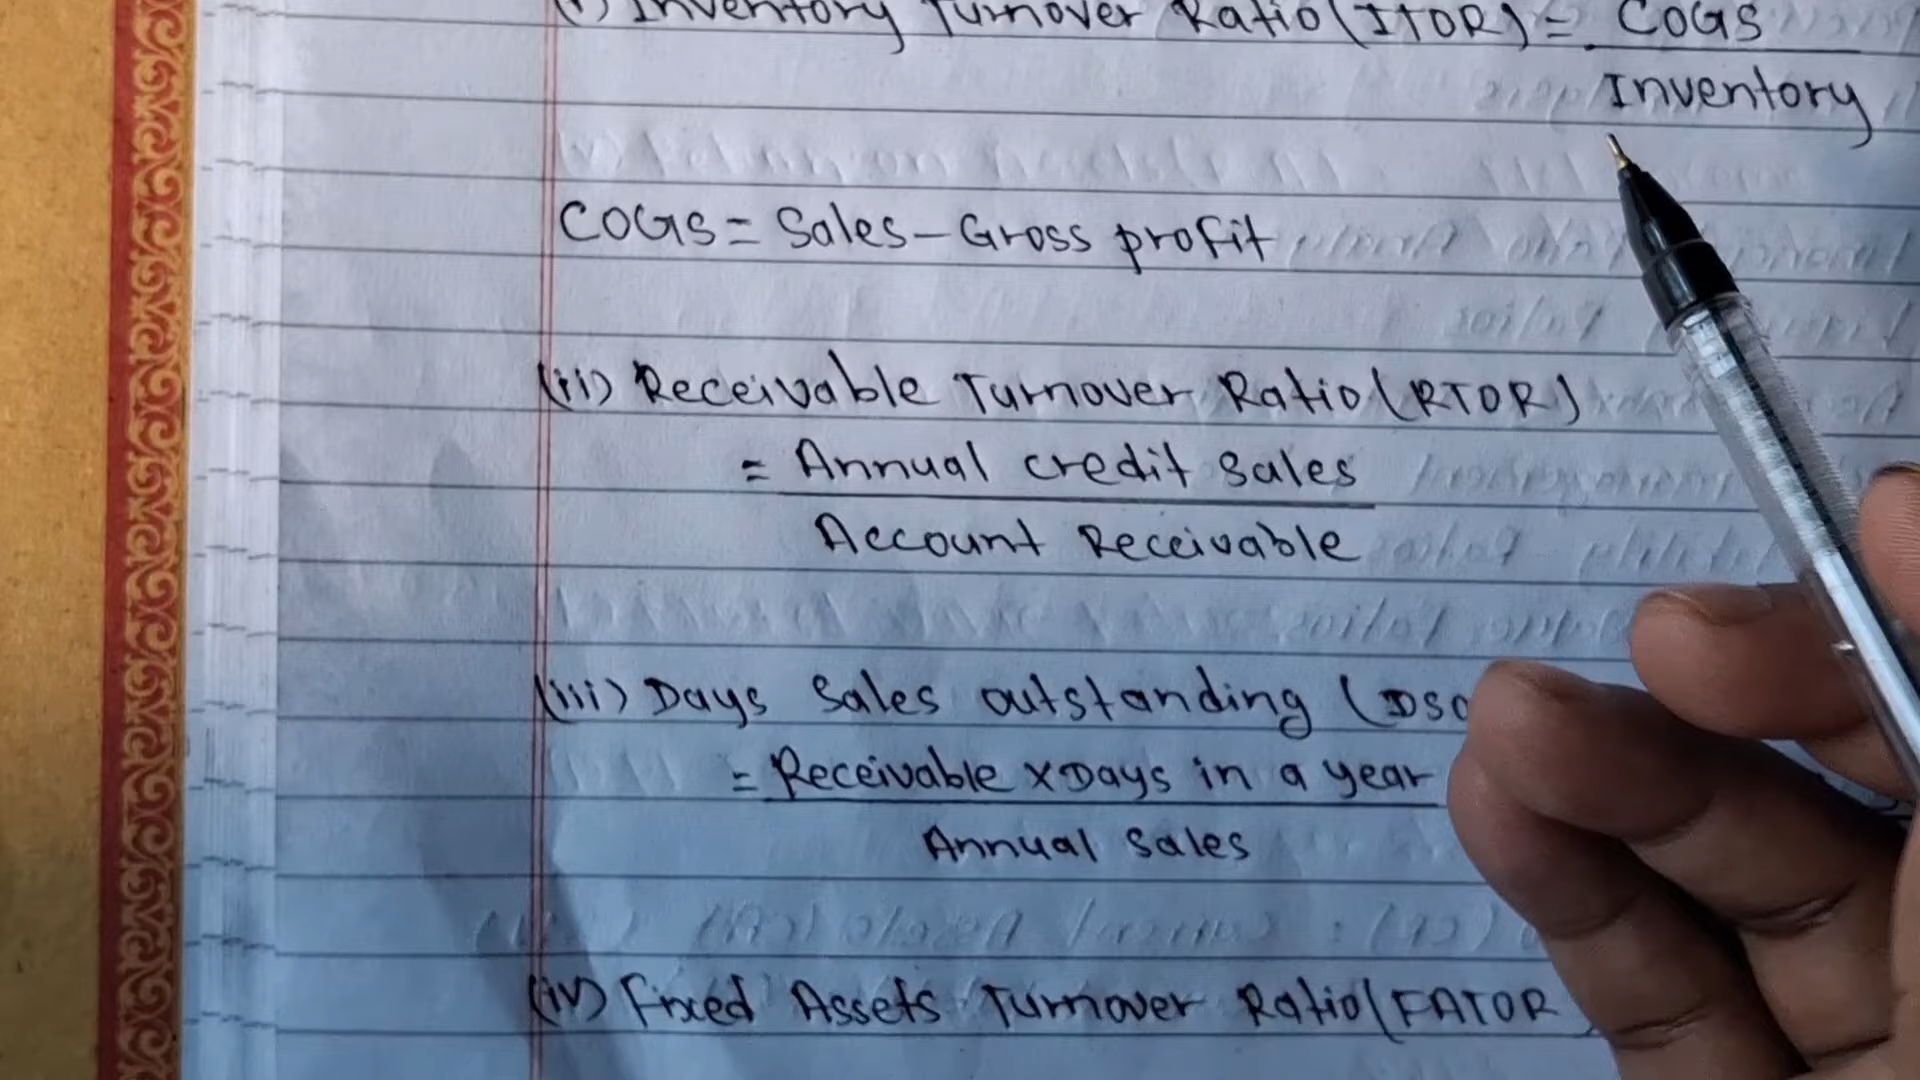 (i) Inventory Turnover Ratio (ITOR) = COGS
Inventory
COGS = Sales - Gross profit
(ii) Receivable Turnover Ratio (RTOR)
= Annual credit sales
Account Receivable
(iii) Days Sales outstanding (DSO
= Receivable X Days in a year
Annual Sales
(iv) Fixed Assets Turnover Ratio (FATOR